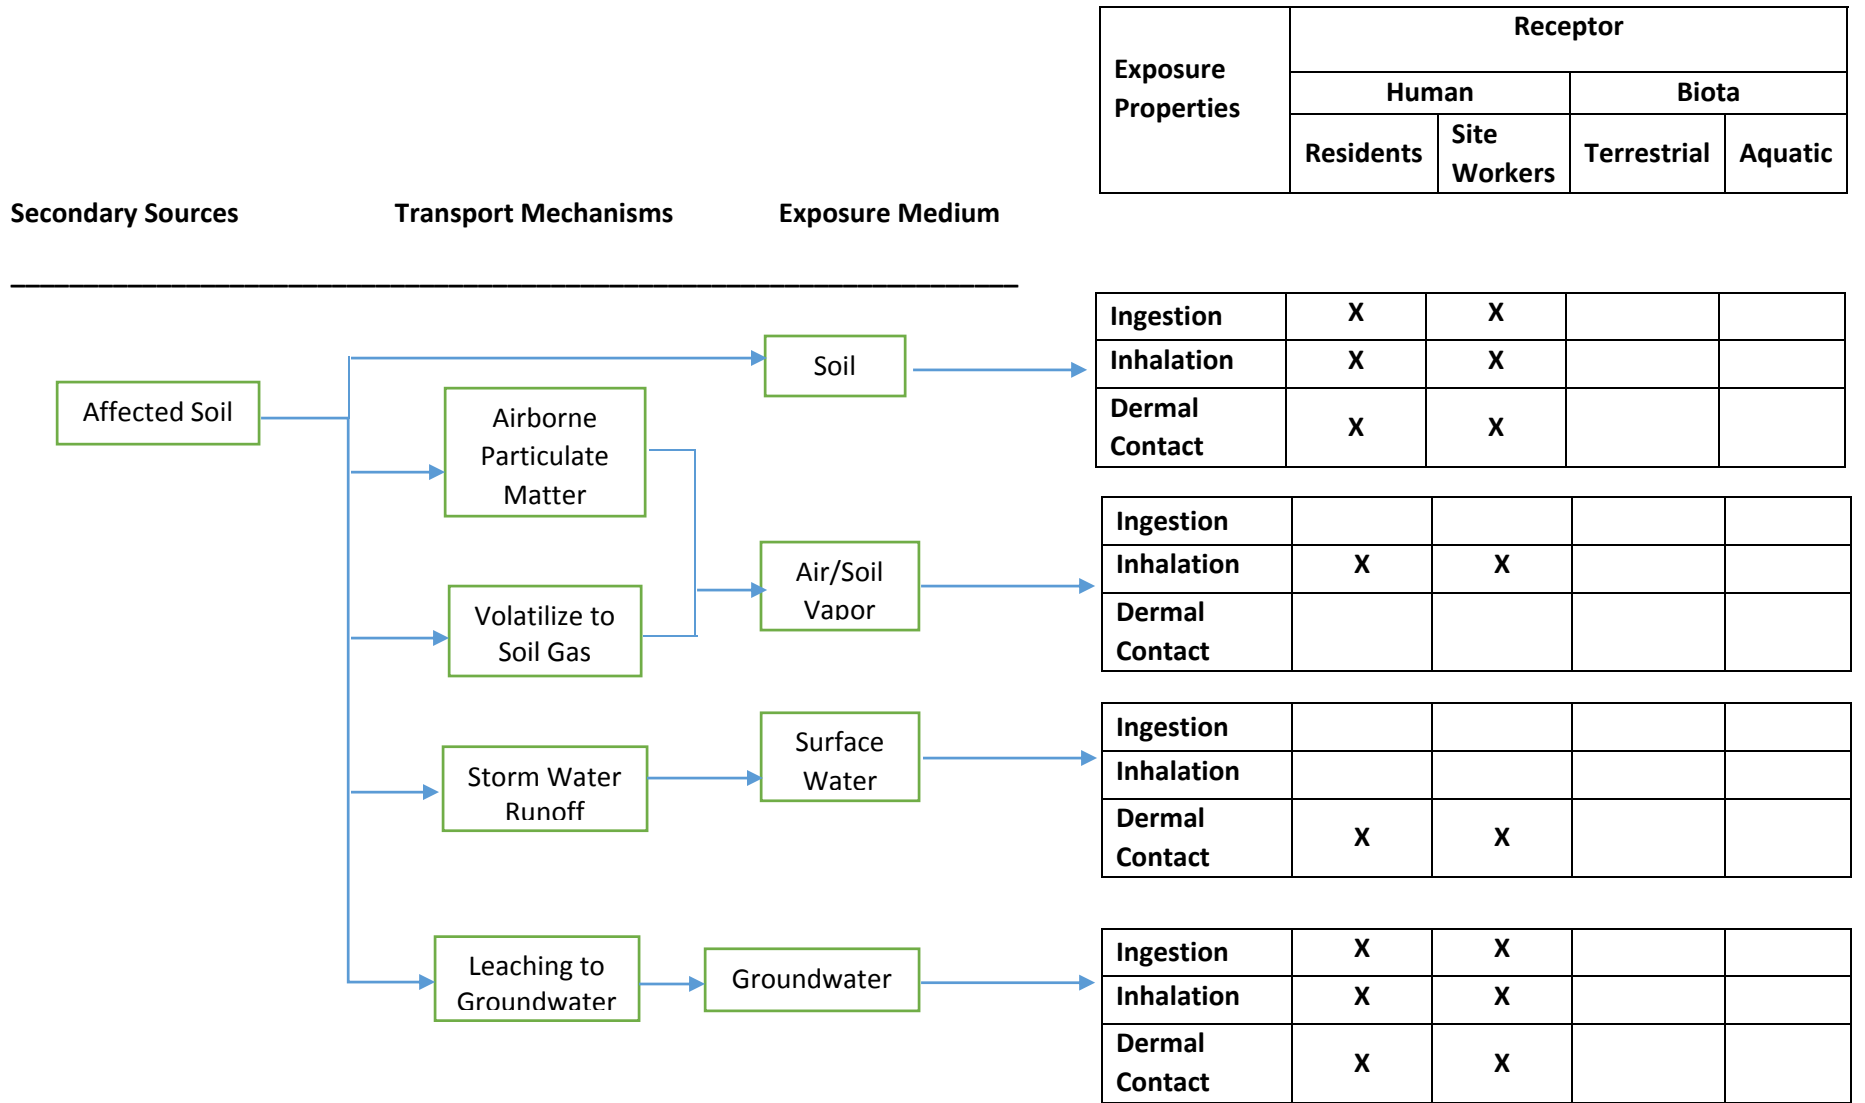 Receptor
Exposure
Properties
Human Biota
Residents Site
Workers Terrestrial Aquatic
Secondary Sources Transport Mechanisms Exposure Medium
Affected Soil
Airborne
Particulate
Matter
Volatilize to
Soil Gas
Storm Water
Runoff
Leaching to
Groundwater
Soil
Air/Soil
Vapor
Surface
Water
Groundwater
Ingestion X X
Inhalation X X
Dermal
Contact X X
Ingestion
Inhalation X X
Dermal
Contact
Ingestion
Inhalation
Dermal
Contact X X
Ingestion X X
Inhalation X X
Dermal
Contact X X